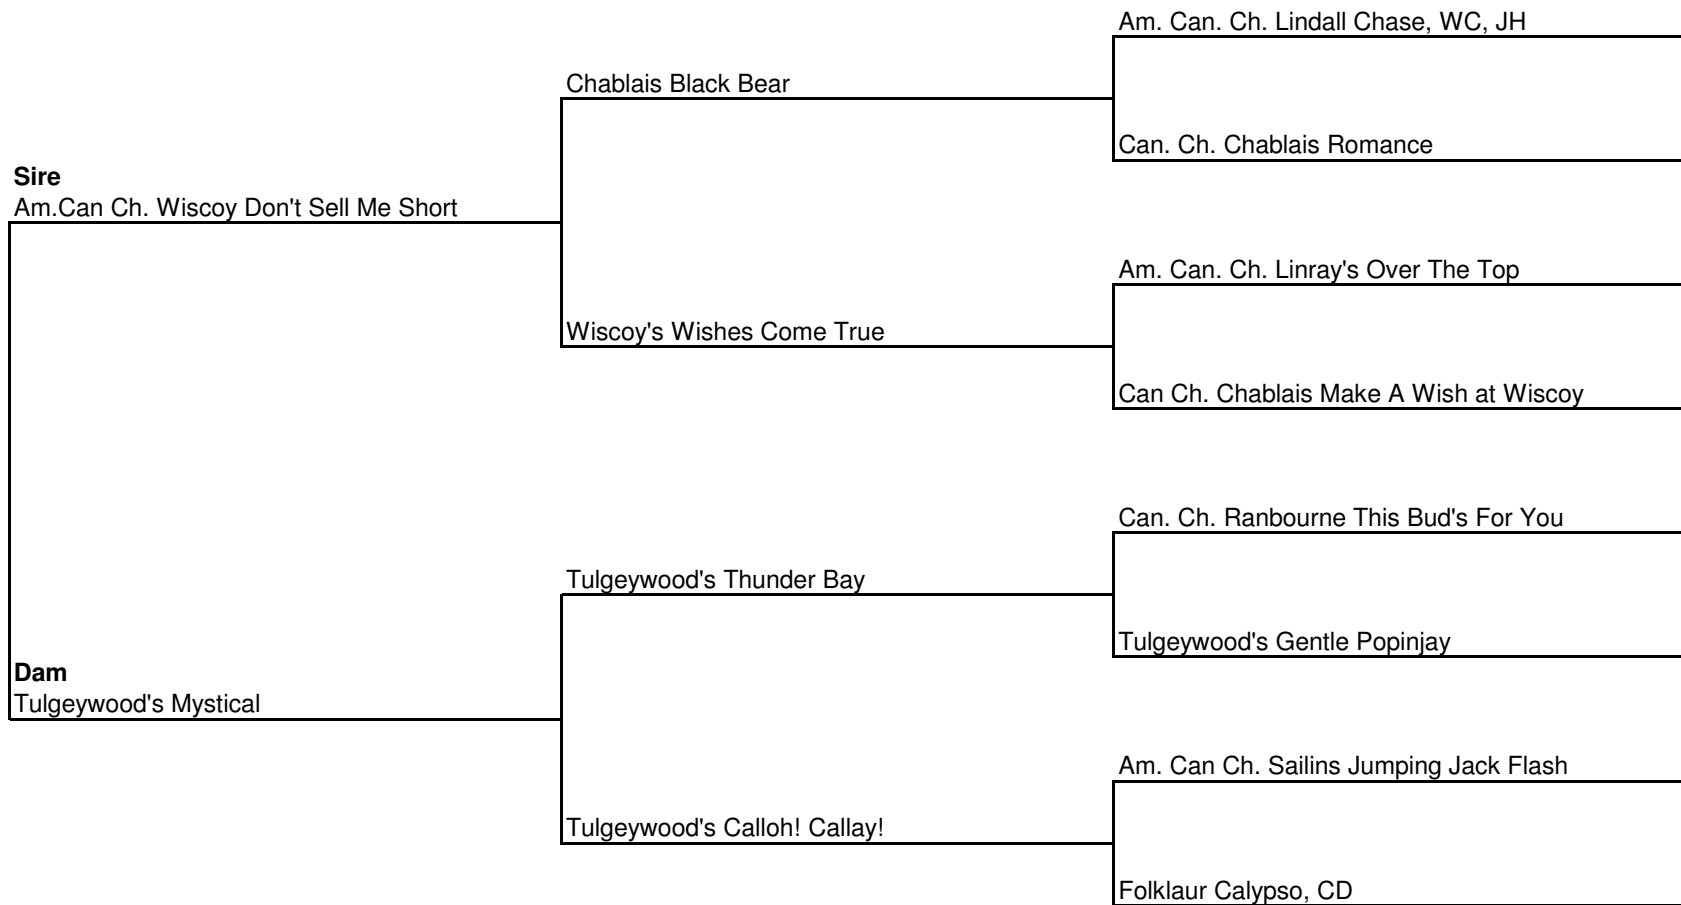 Am. Can. Ch. Lindall Chase, WC, JH
Chablais Black Bear
Can. Ch. Chablais Romance
Sire
Am.Can Ch. Wiscoy Don't Sell Me Short
Am. Can. Ch. Linray's Over The Top
Wiscoy's Wishes Come True
Can Ch. Chablais Make A Wish at Wiscoy
Can. Ch. Ranbourne This Bud's For You
Tulgeywood's Thunder Bay
Tulgeywood's Gentle Popinjay
Dam
Tulgeywood's Mystical
Am. Can Ch. Sailins Jumping Jack Flash
Tulgeywood's Calloh! Callay!
Folklaur Calypso, CD